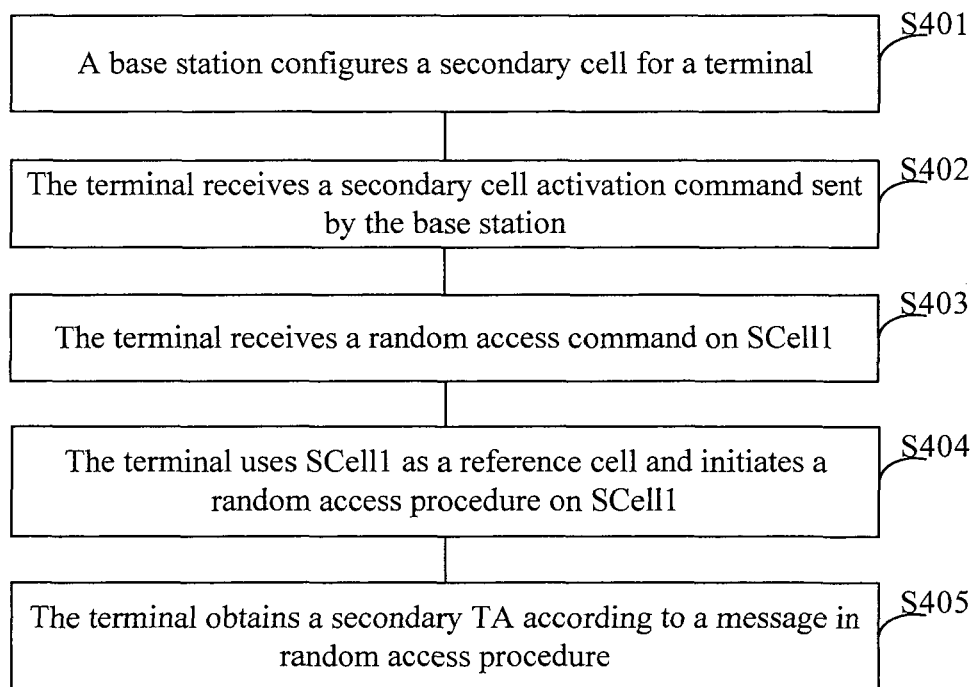 S401
A base station configures a secondary cell for a terminal
S402
The terminal receives a secondary cell activation command sent
by the base station
S403
The terminal receives a random access command on SCell1
S404
The terminal uses SCell1 as a reference cell and initiates a
random access procedure on SCell1
S405
The terminal obtains a secondary TA according to a message in
random access procedure